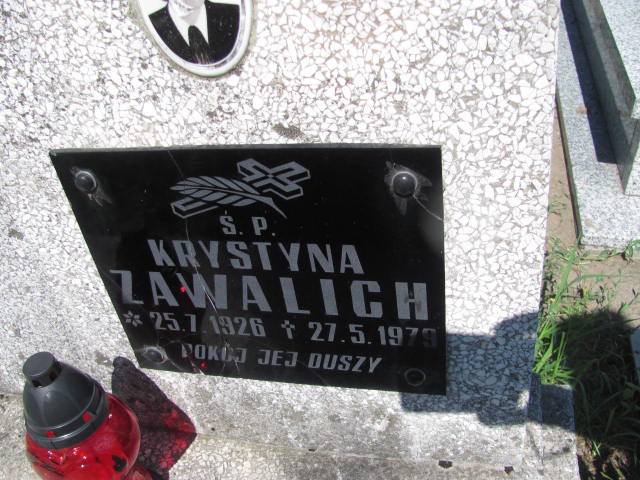 Ś. P.
KRYSTYNA
ZAWALICH
* 25.7.1926 † 27.5.1979
POKÓJ JEJ DUSZY